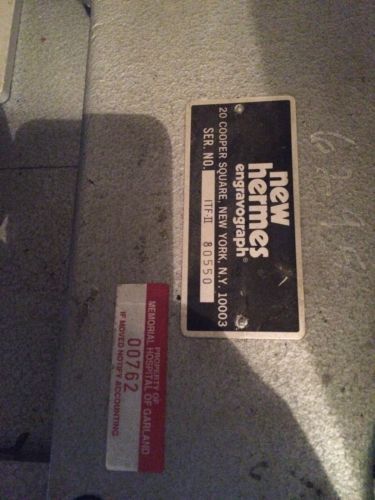 new
hermes
engravograph®
20 COOPER SQUARE, NEW YORK, N.Y. 10003
SER. NO. ITF-II 80550
PROPERTY OF
MEMORIAL HOSPITAL OF GARLAND
00762
IF MOVED NOTIFY ACCOUNTING